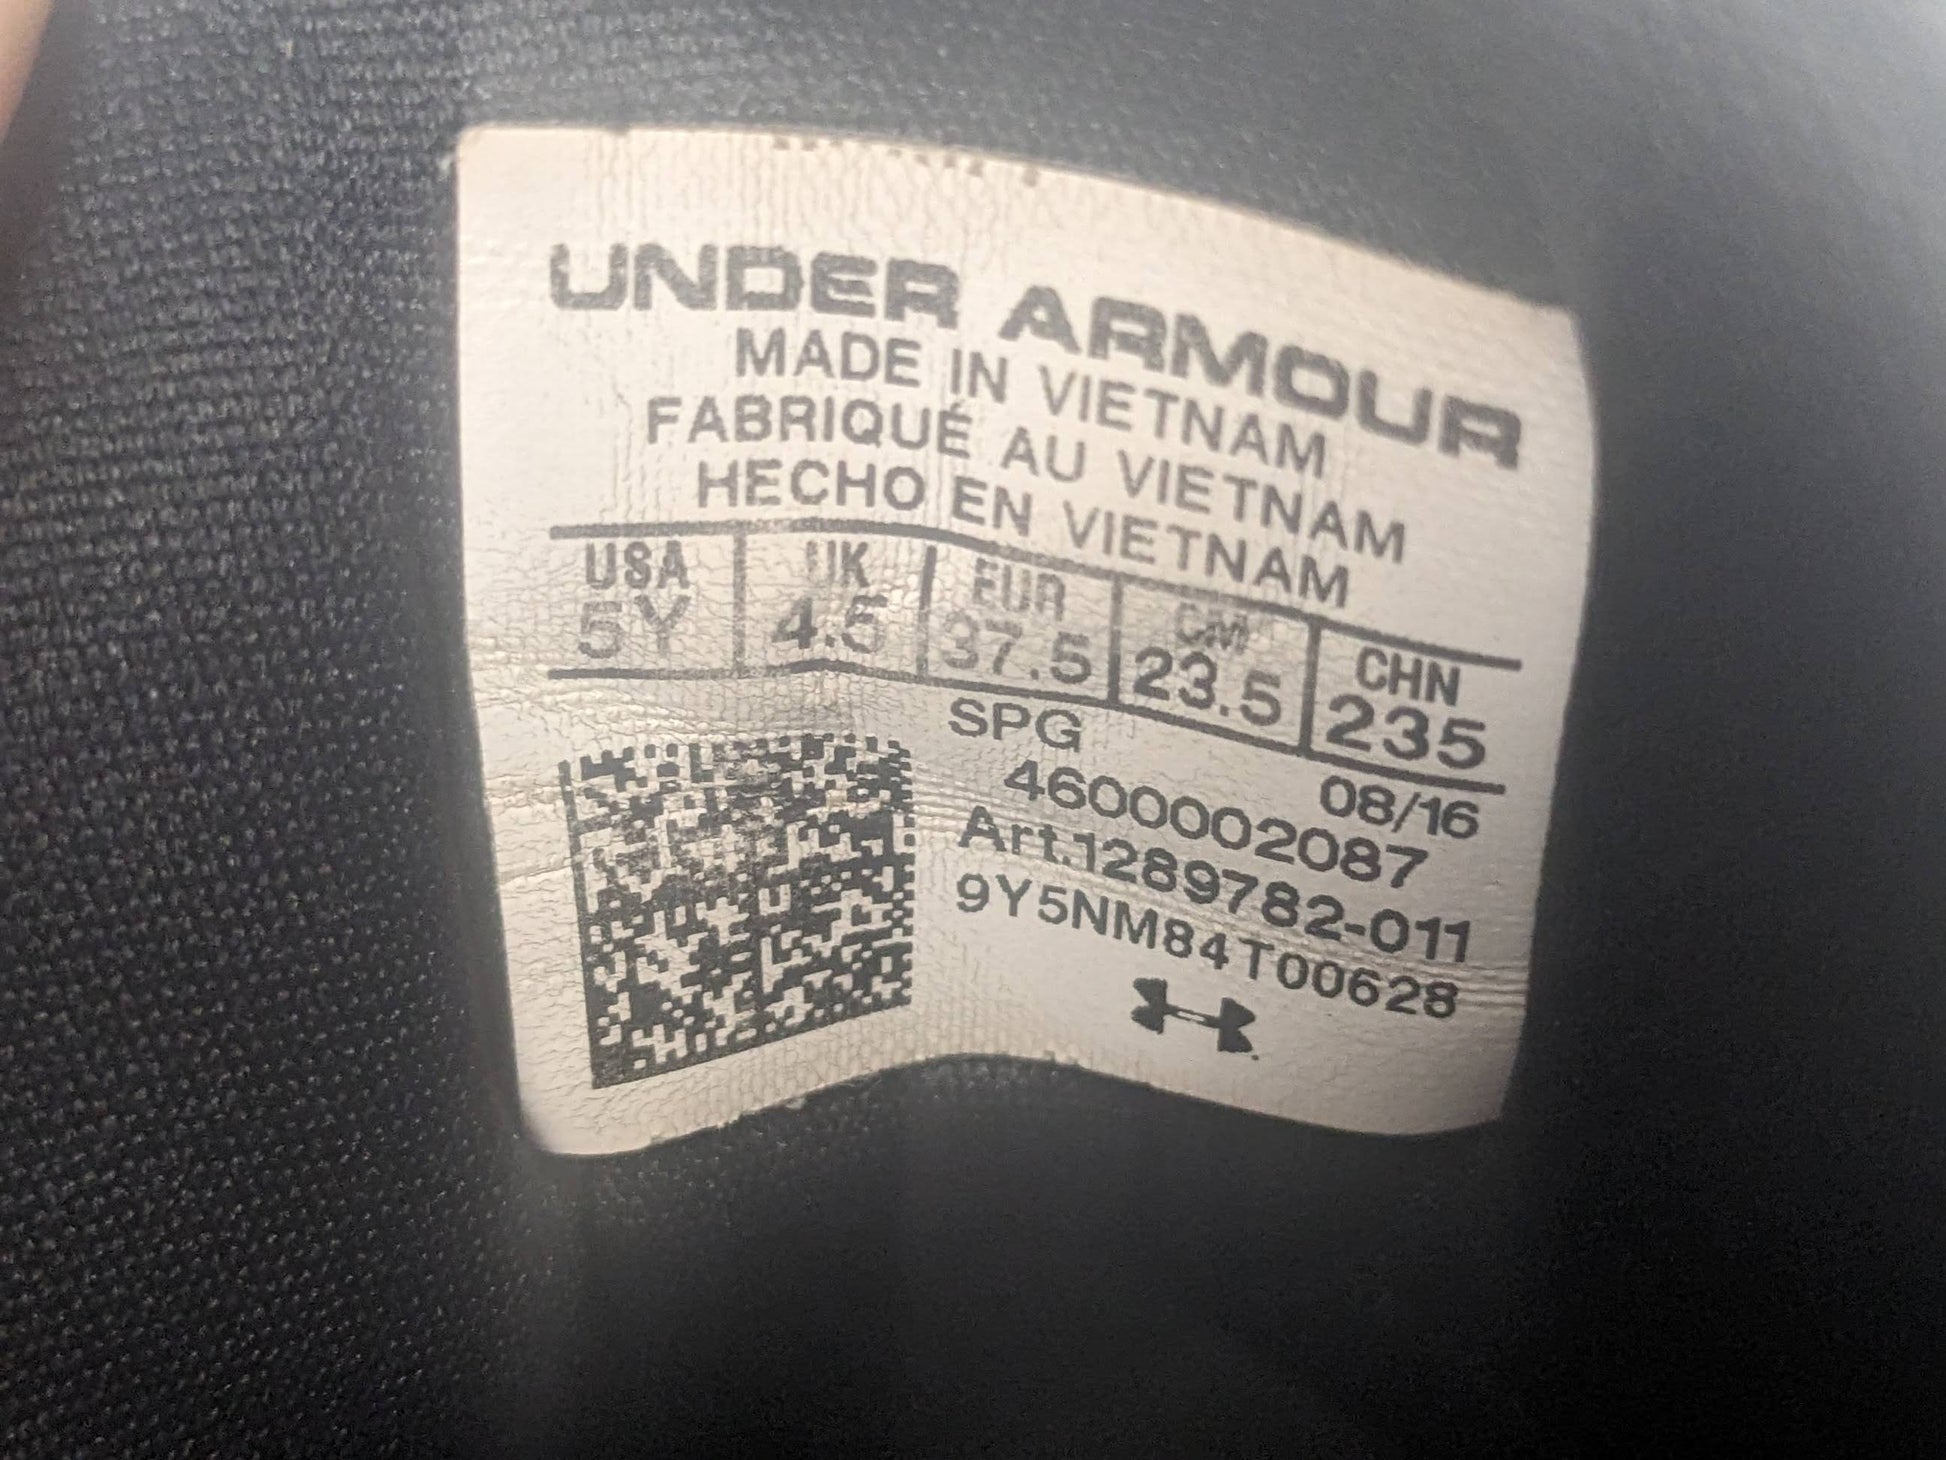 UNDER ARMOUR
MADE IN VIETNAM
FABRIQUÉ AU VIETNAM
HECHO EN VIETNAM
USA UK EUR CM CHN
5Y 4.5 37.5 23.5 235
SPG 08/16
4600002087
Art.1289782-011
9Y5NM84T00628